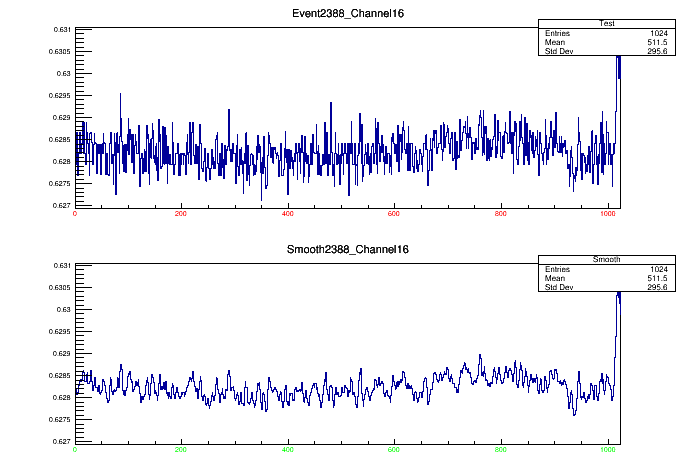 Event2388_Channel16
Test
Entries 1024
Mean 511.5
Std Dev 295.6
0.631
0.6305
0.63
0.6295
0.629
0.6285
0.628
0.6275
0.627
0 200 400 600 800 1000
Smooth2388_Channel16
Smooth
Entries 1024
Mean 511.5
Std Dev 295.6
0.631
0.6305
0.63
0.6295
0.629
0.6285
0.628
0.6275
0.627
0 200 400 600 800 1000